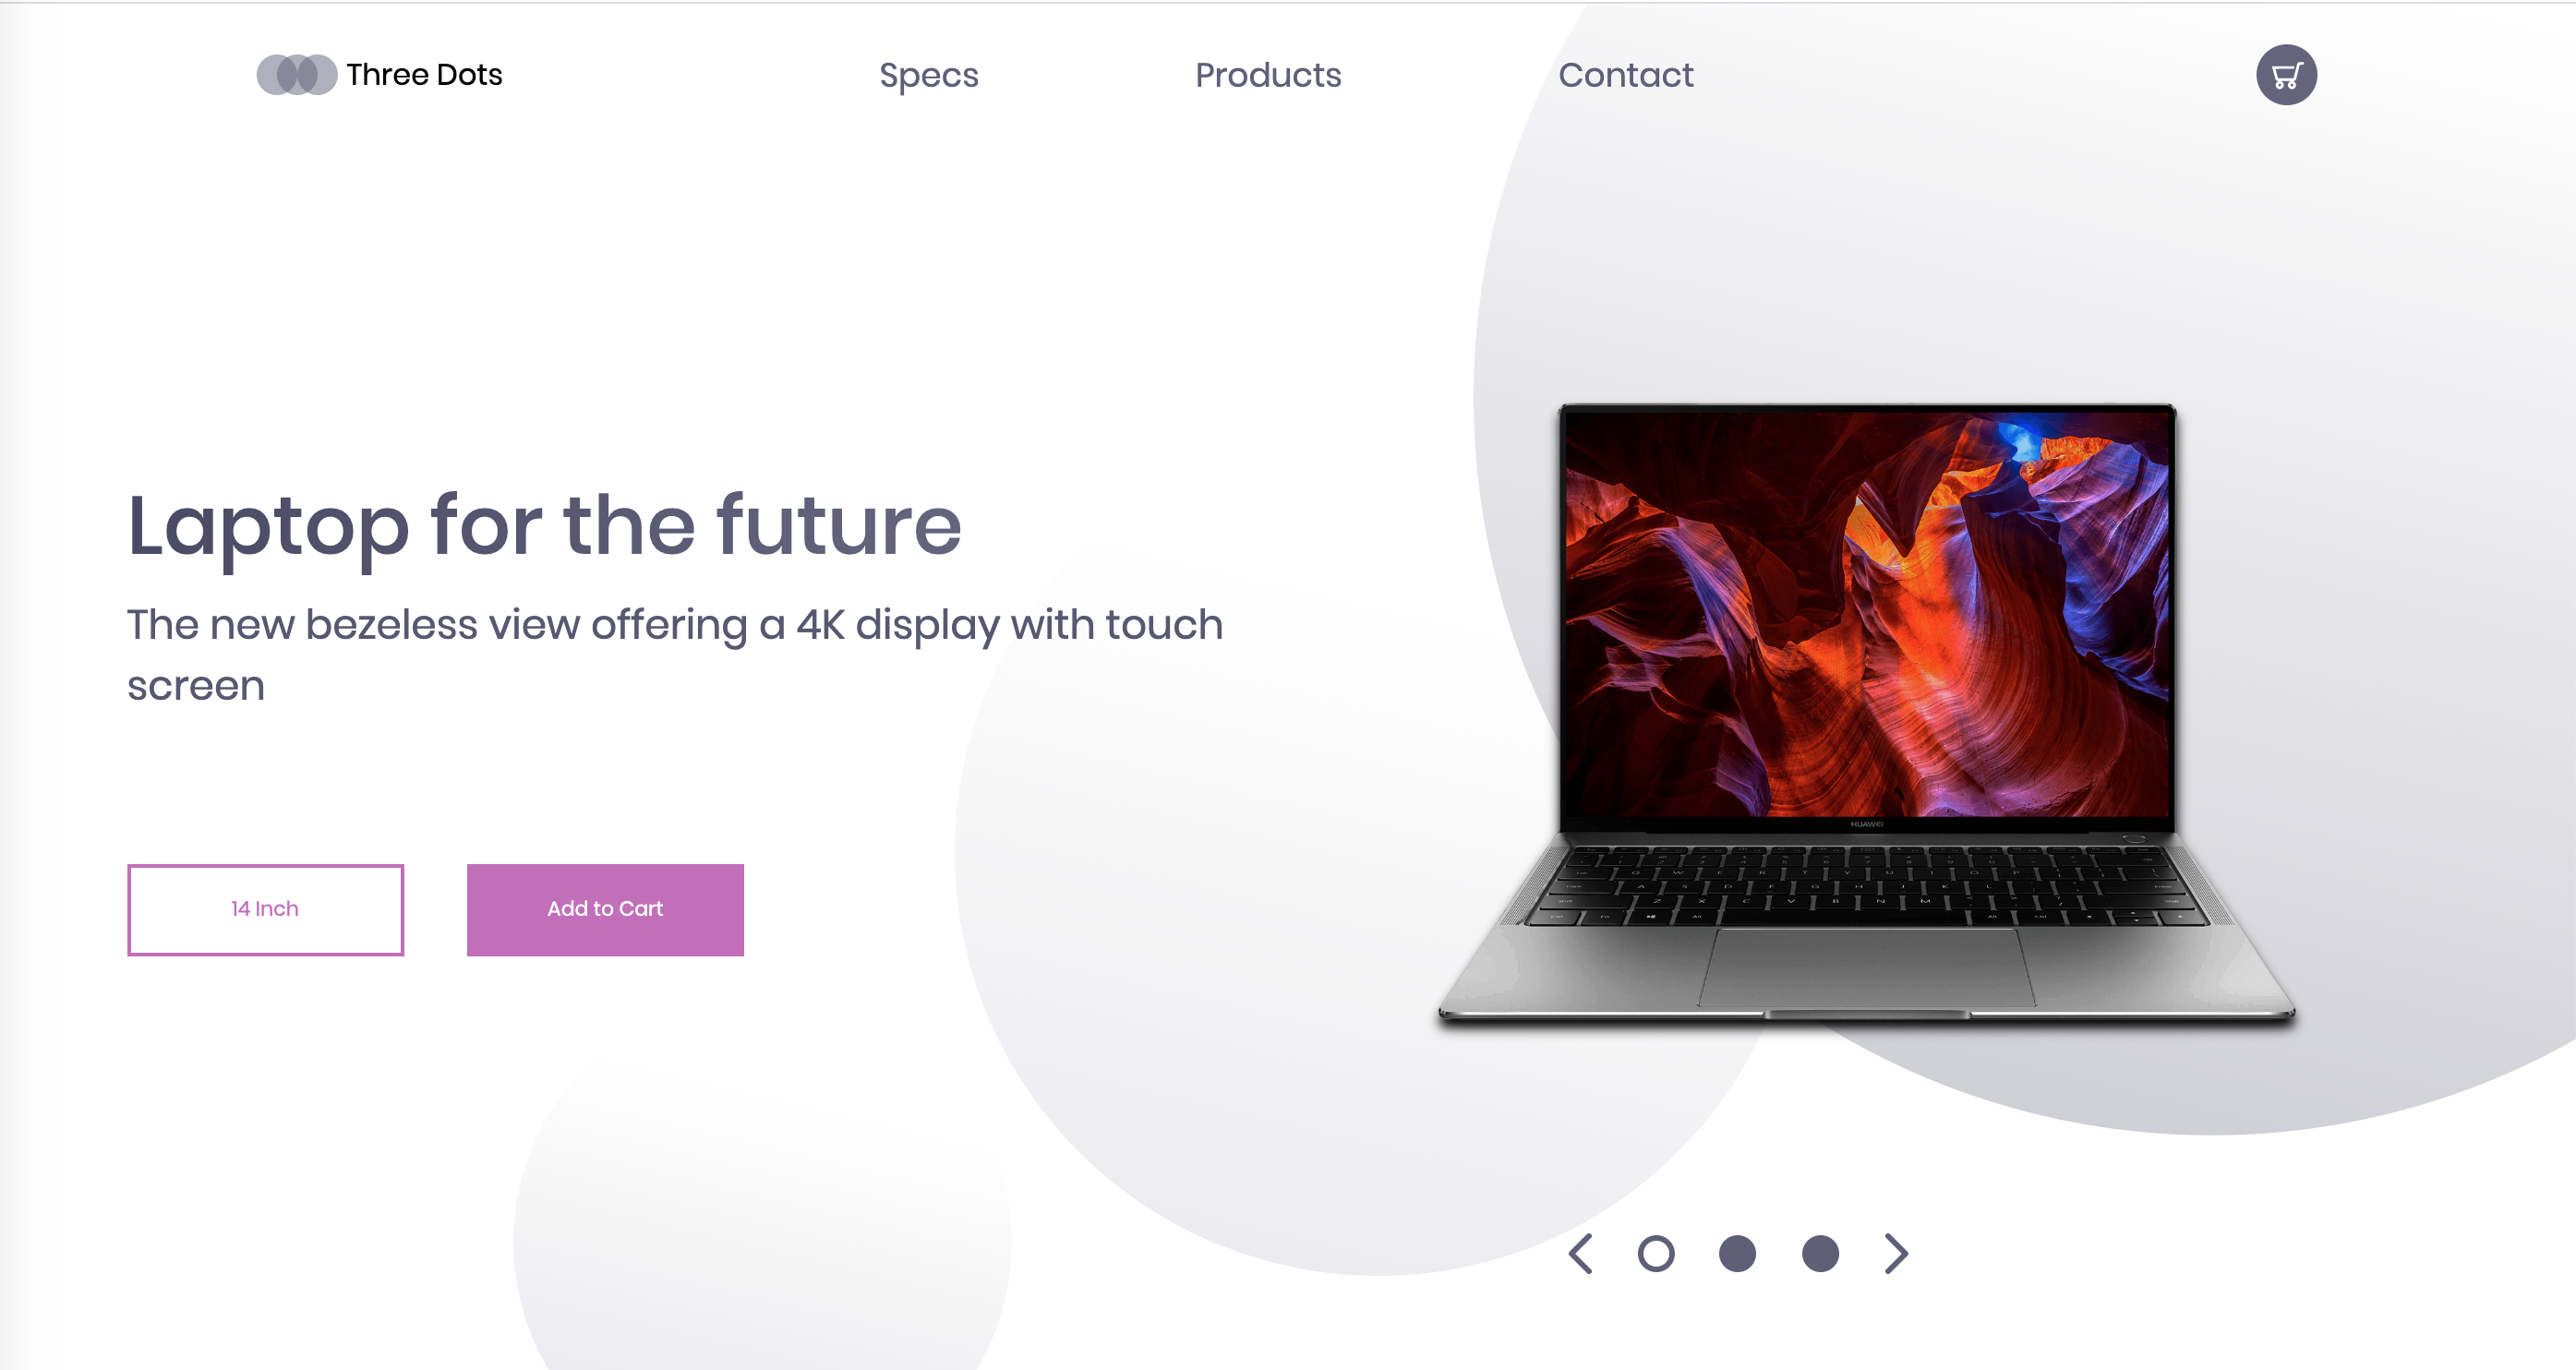 Three Dots
Specs
Products
Contact
Laptop for the future
The new bezeless view offering a 4K display with touch
screen
14 Inch
Add to Cart
HUAWEI